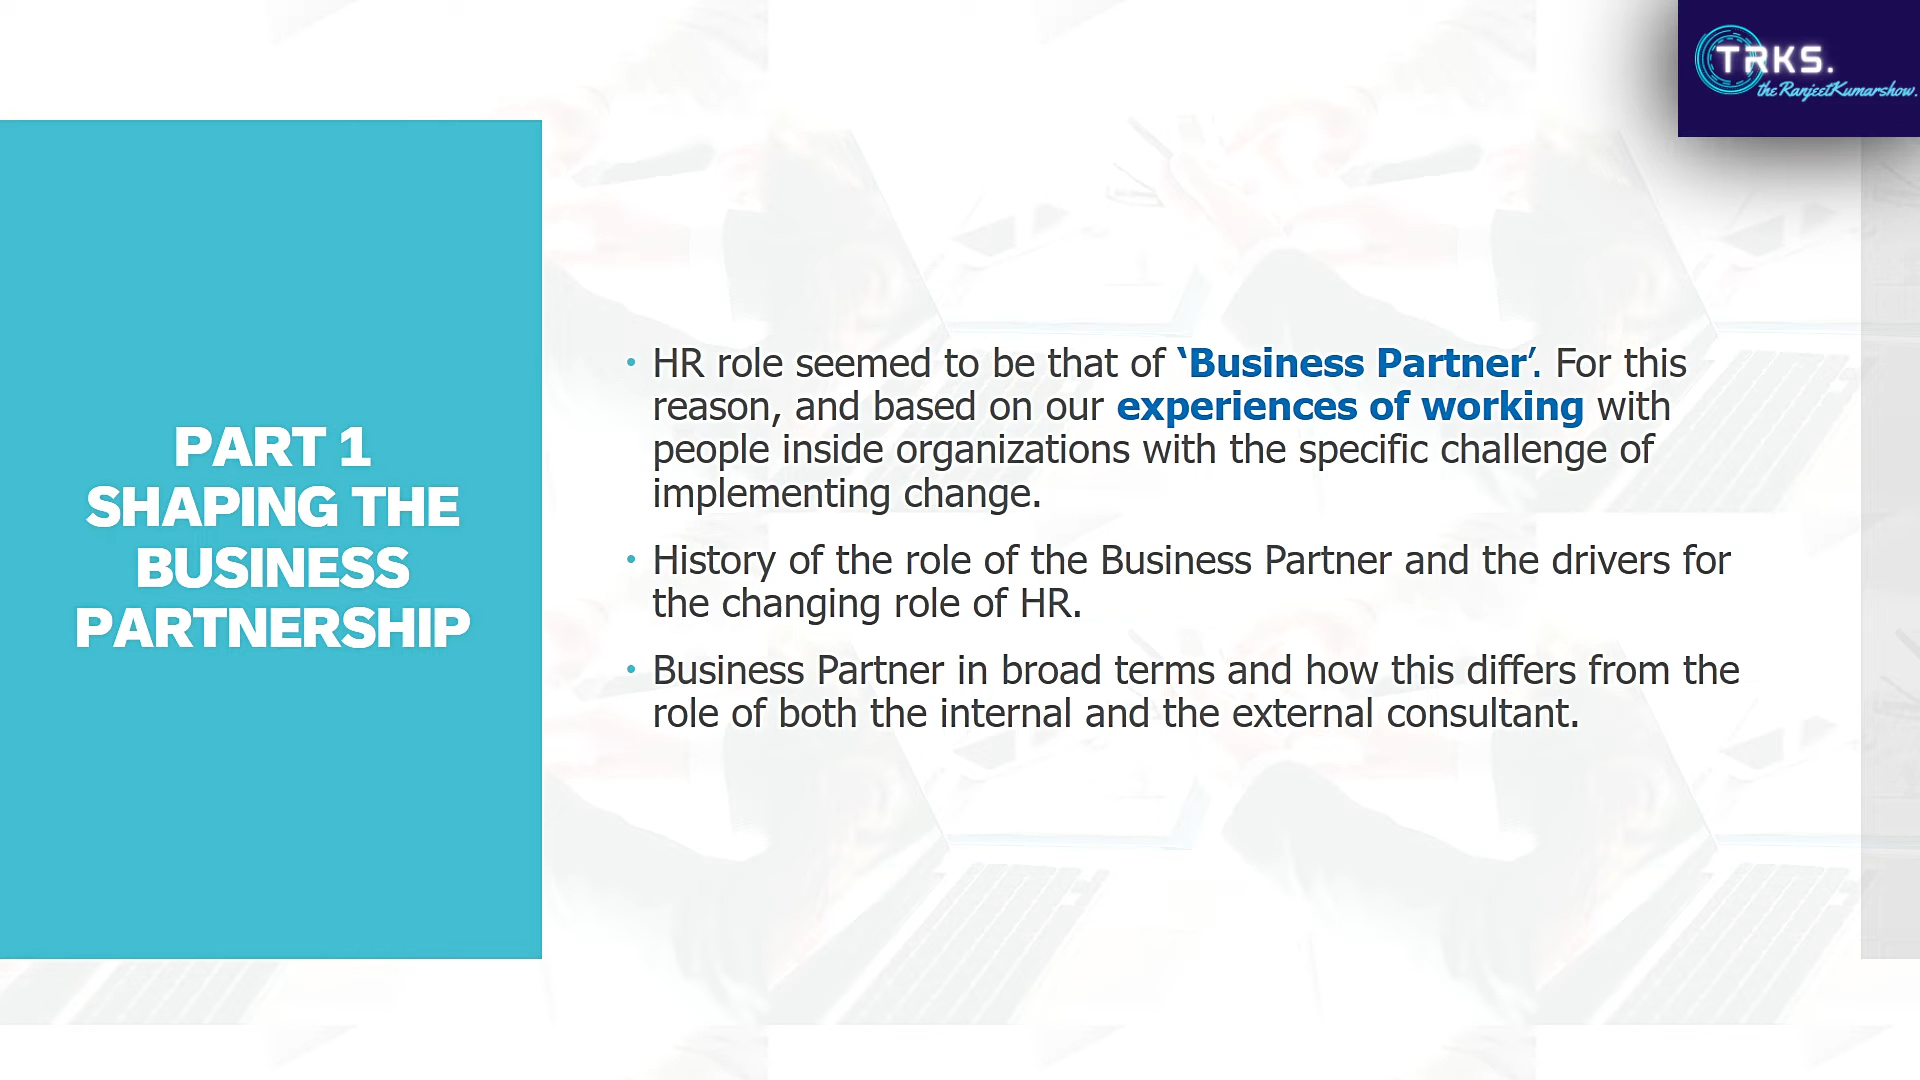 TRKS.
theRanjeetKumarshow.
PART 1
SHAPING THE
BUSINESS
PARTNERSHIP
• HR role seemed to be that of ‘Business Partner’. For this
reason, and based on our experiences of working with
people inside organizations with the specific challenge of
implementing change.
• History of the role of the Business Partner and the drivers for
the changing role of HR.
• Business Partner in broad terms and how this differs from the
role of both the internal and the external consultant.